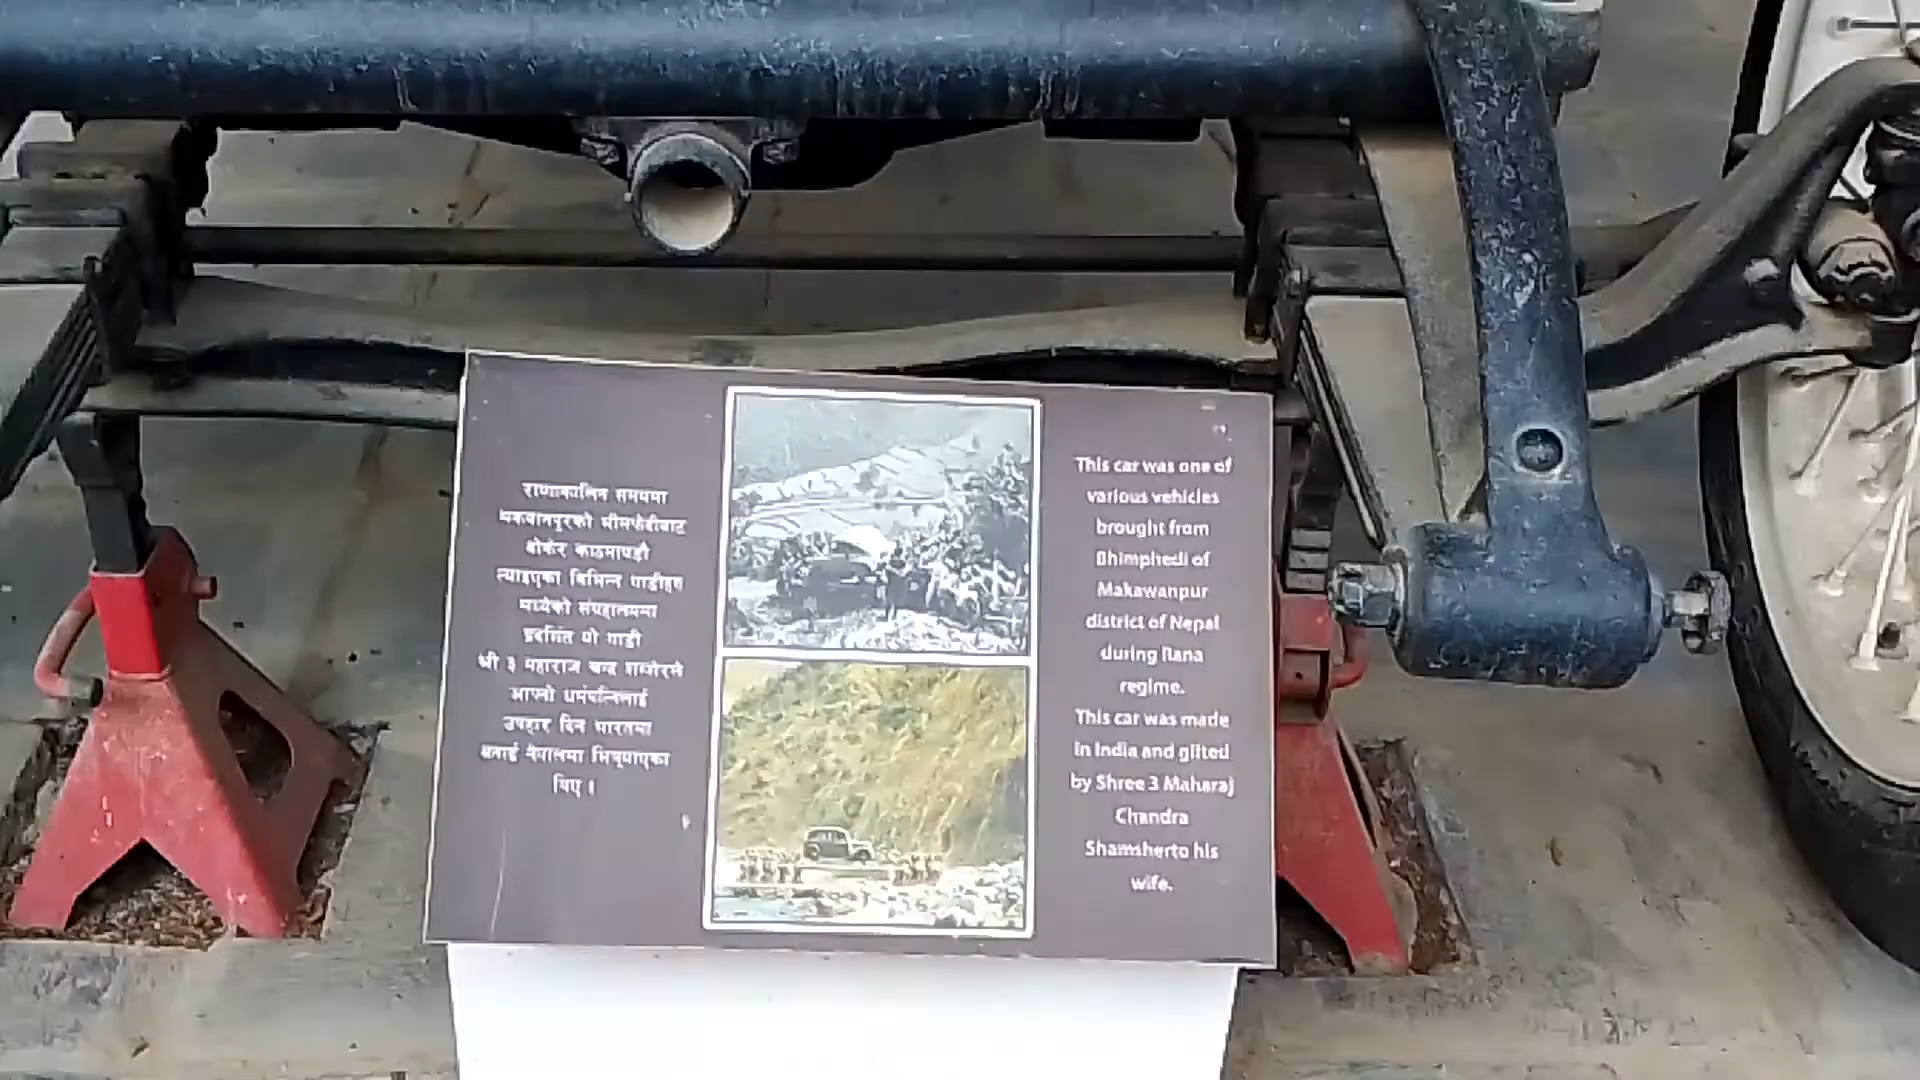 राणाकालिन समयमा
मकवानपुरको भीमफेदीबाट
बोकेर काठमाण्डौ
ल्याइएका विभिन्न गाडीहरु
मध्येको संग्रहालयमा
प्रदर्शित यो गाडी
श्री ३ महाराज चन्द्र शम्शेरले
आफ्नो धर्मपत्निलाई
उपहार दिन भारतमा
बनाई नेपालमा भित्र्याएका
थिए ।
This car was one of
various vehicles
brought from
Bhimphedi of
Makawanpur
district of Nepal
during Rana
regime.
This car was made
in India and gifted
by Shree 3 Maharaj
Chandra
Shamsherto his
wife.